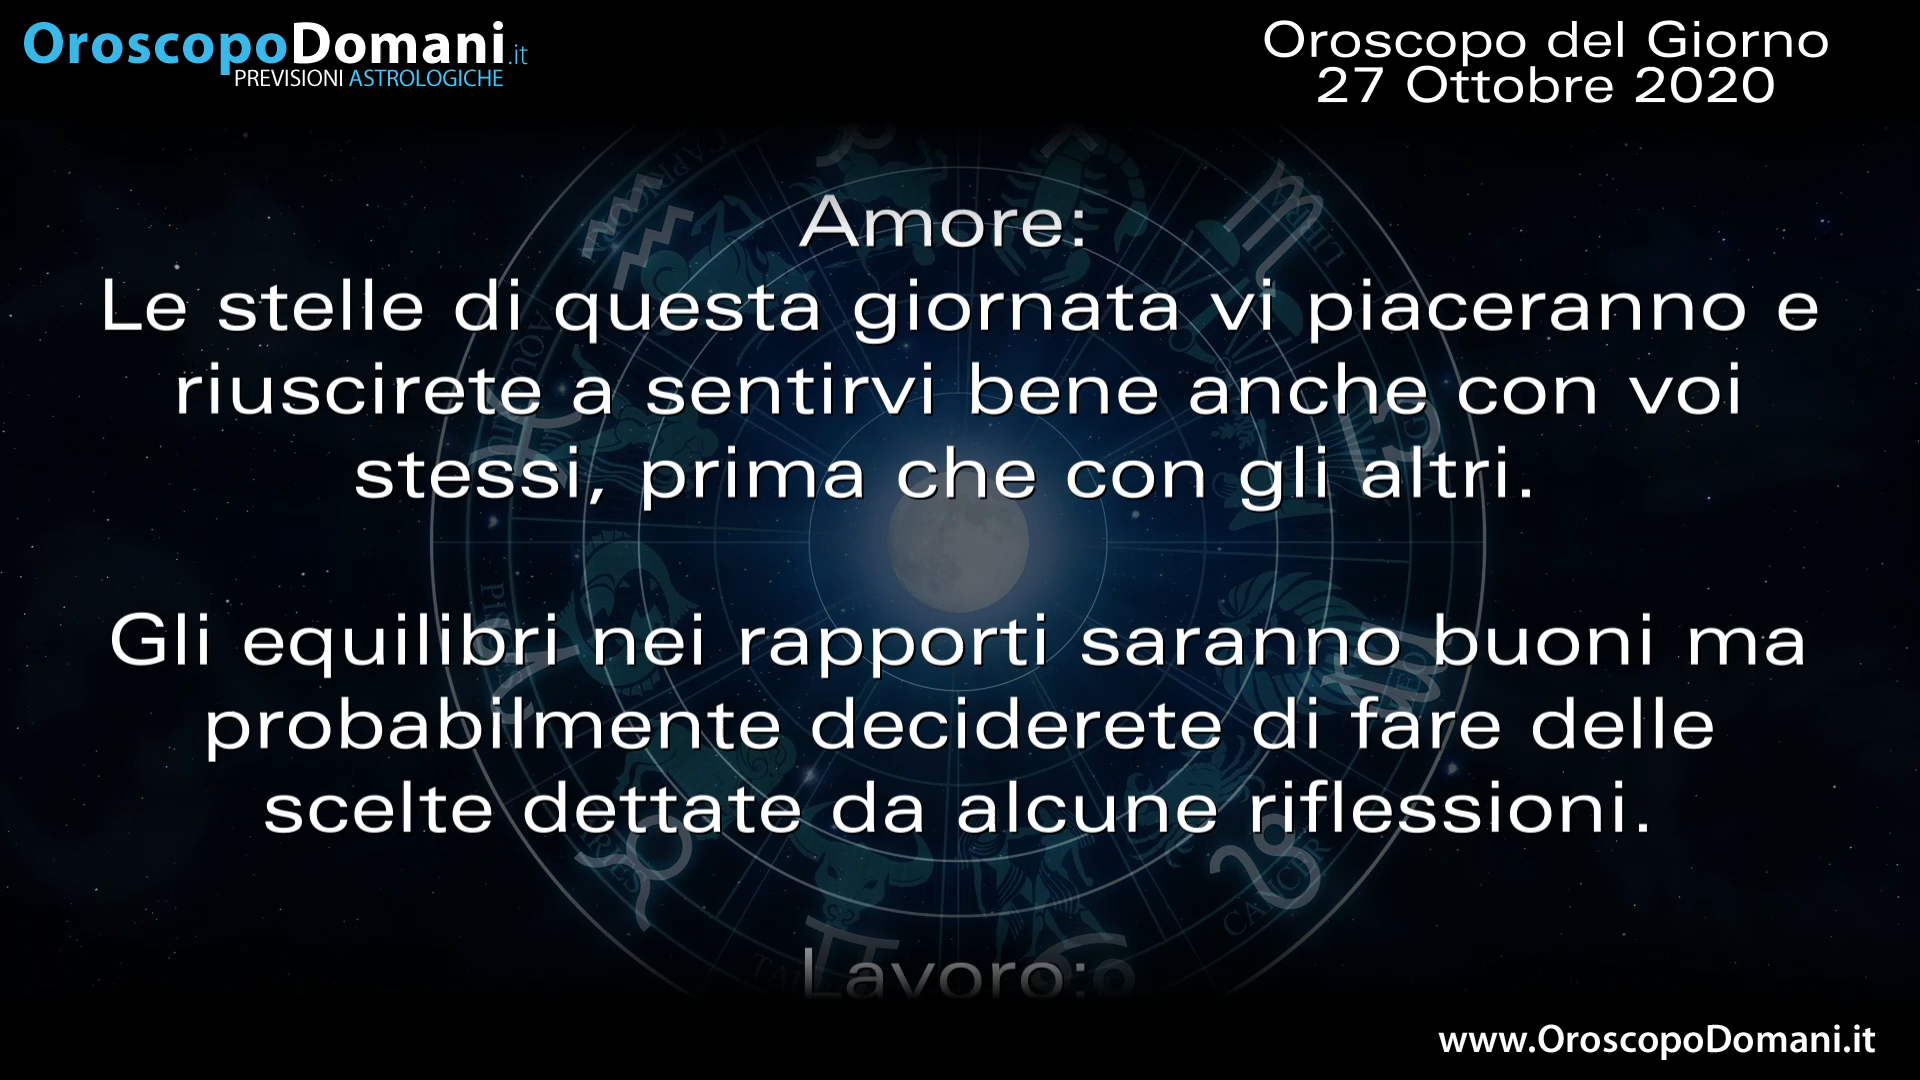 OroscopoDomani.it
PREVISIONI ASTROLOGICHE
Oroscopo del Giorno
27 Ottobre 2020
Amore:
Le stelle di questa giornata vi piaceranno e
riuscirete a sentirvi bene anche con voi
stessi, prima che con gli altri.
Gli equilibri nei rapporti saranno buoni ma
probabilmente deciderete di fare delle
scelte dettate da alcune riflessioni.
Lavoro:
CANCER
www.OroscopoDomani.it